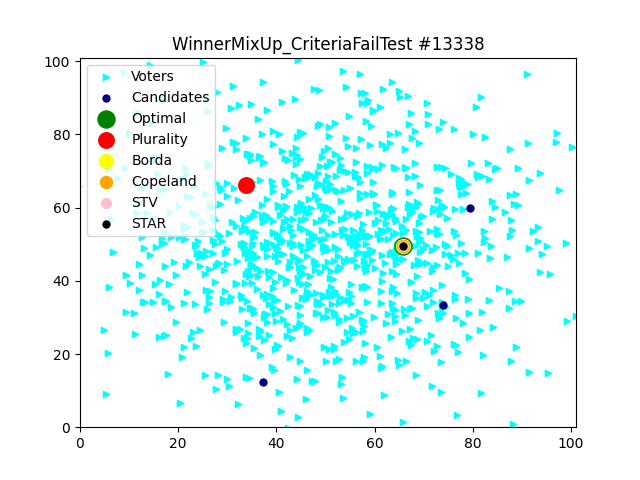 WinnerMixUp_CriteriaFailTest #13338
100
80
60
40
20
0
0
20
40
60
80
100
Voters
Candidates
Optimal
Plurality
Borda
Copeland
STV
STAR